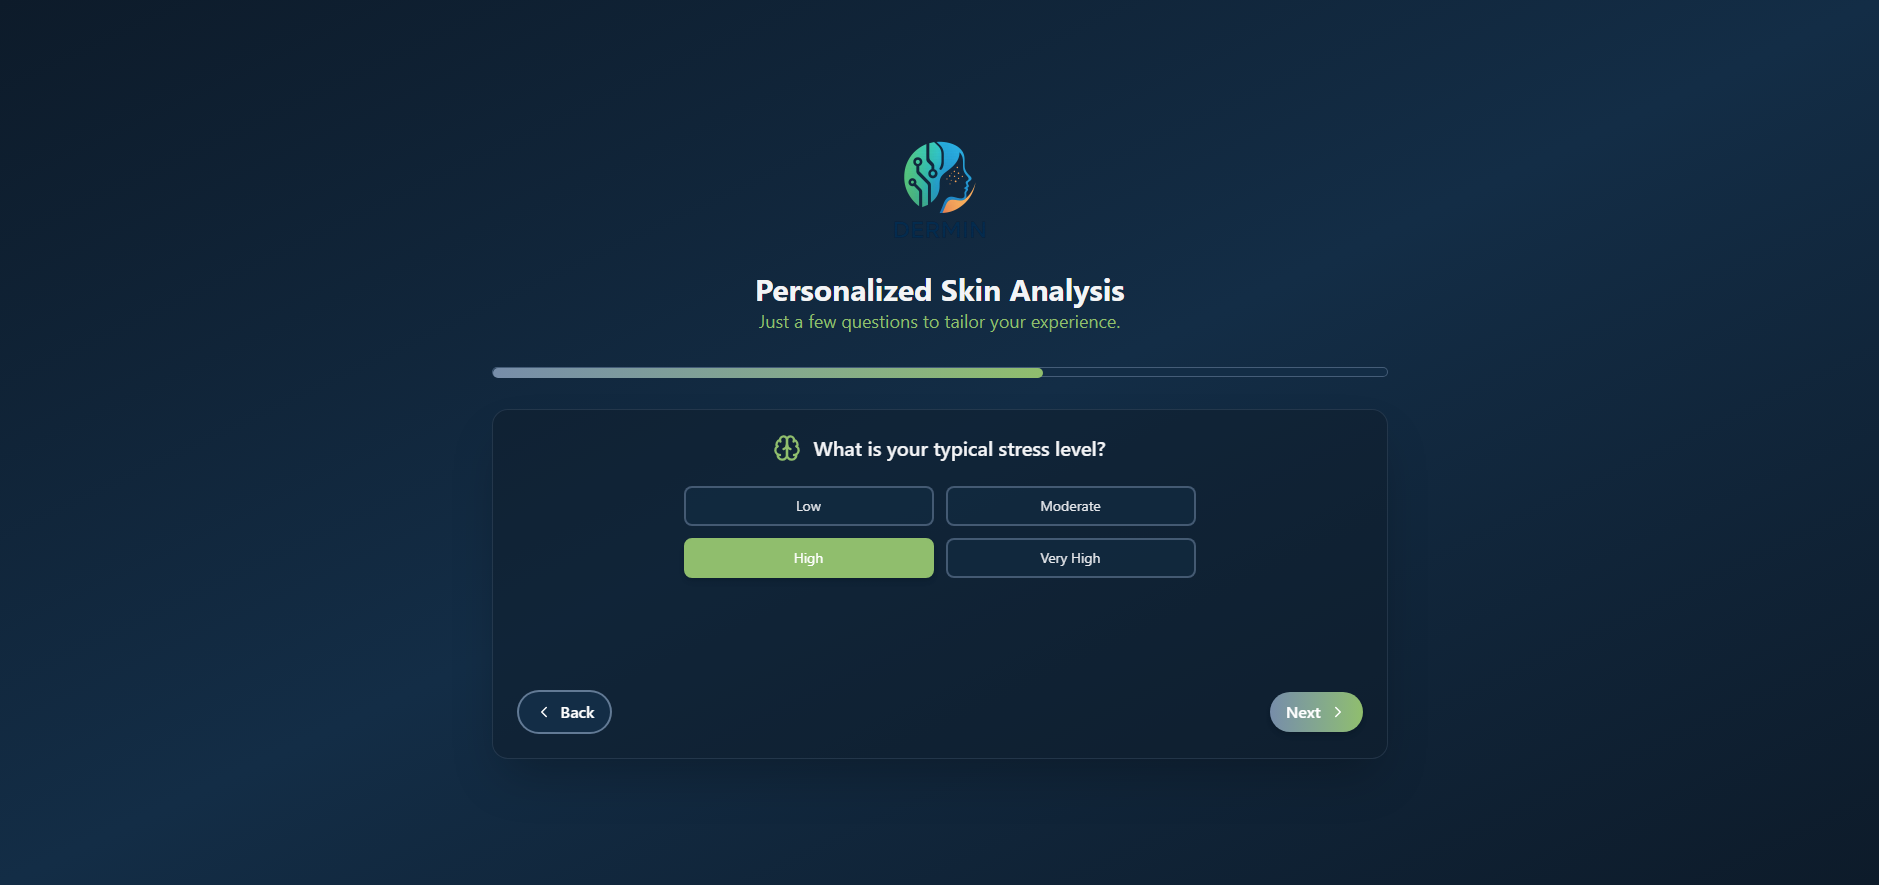 DERMIN
Personalized Skin Analysis
Just a few questions to tailor your experience.
What is your typical stress level?
Low
Moderate
High
Very High
Back
Next